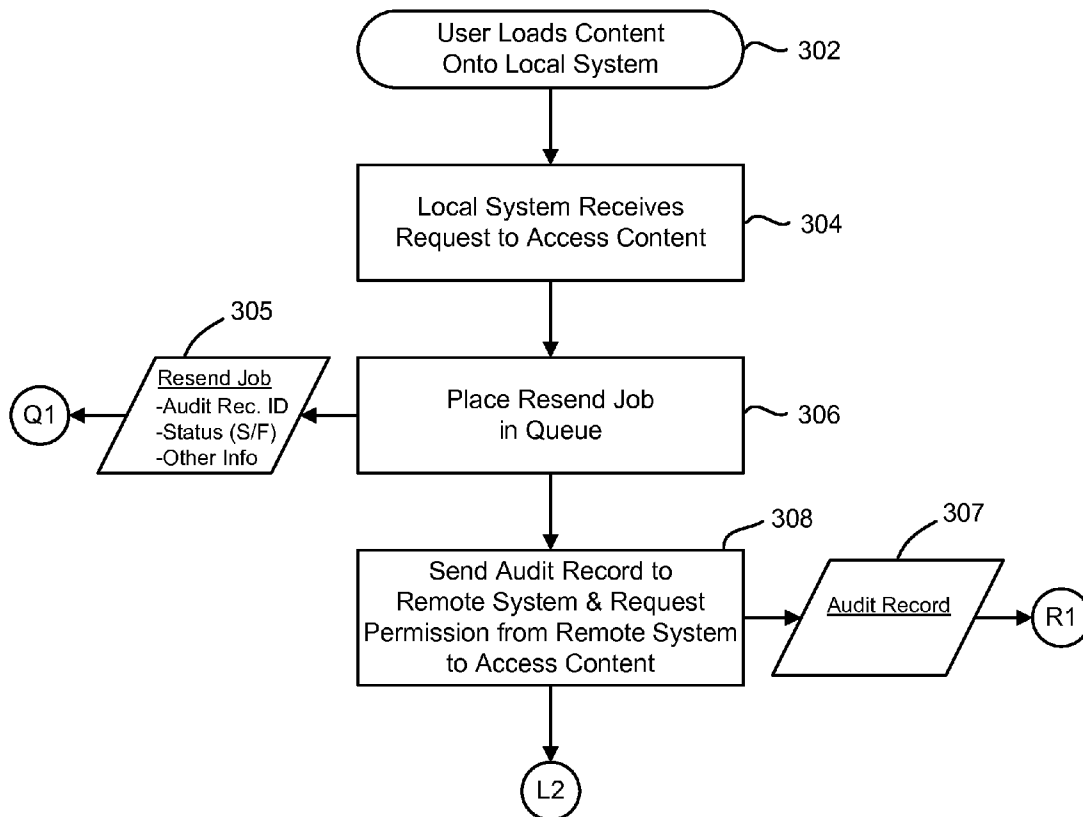 User Loads Content
Onto Local System
302
Local System Receives
Request to Access Content
304
305
Resend Job
-Audit Rec. ID
-Status (S/F)
-Other Info
Q1
Place Resend Job
in Queue
306
308
307
Send Audit Record to
Remote System & Request
Permission from Remote System
to Access Content
Audit Record
R1
L2